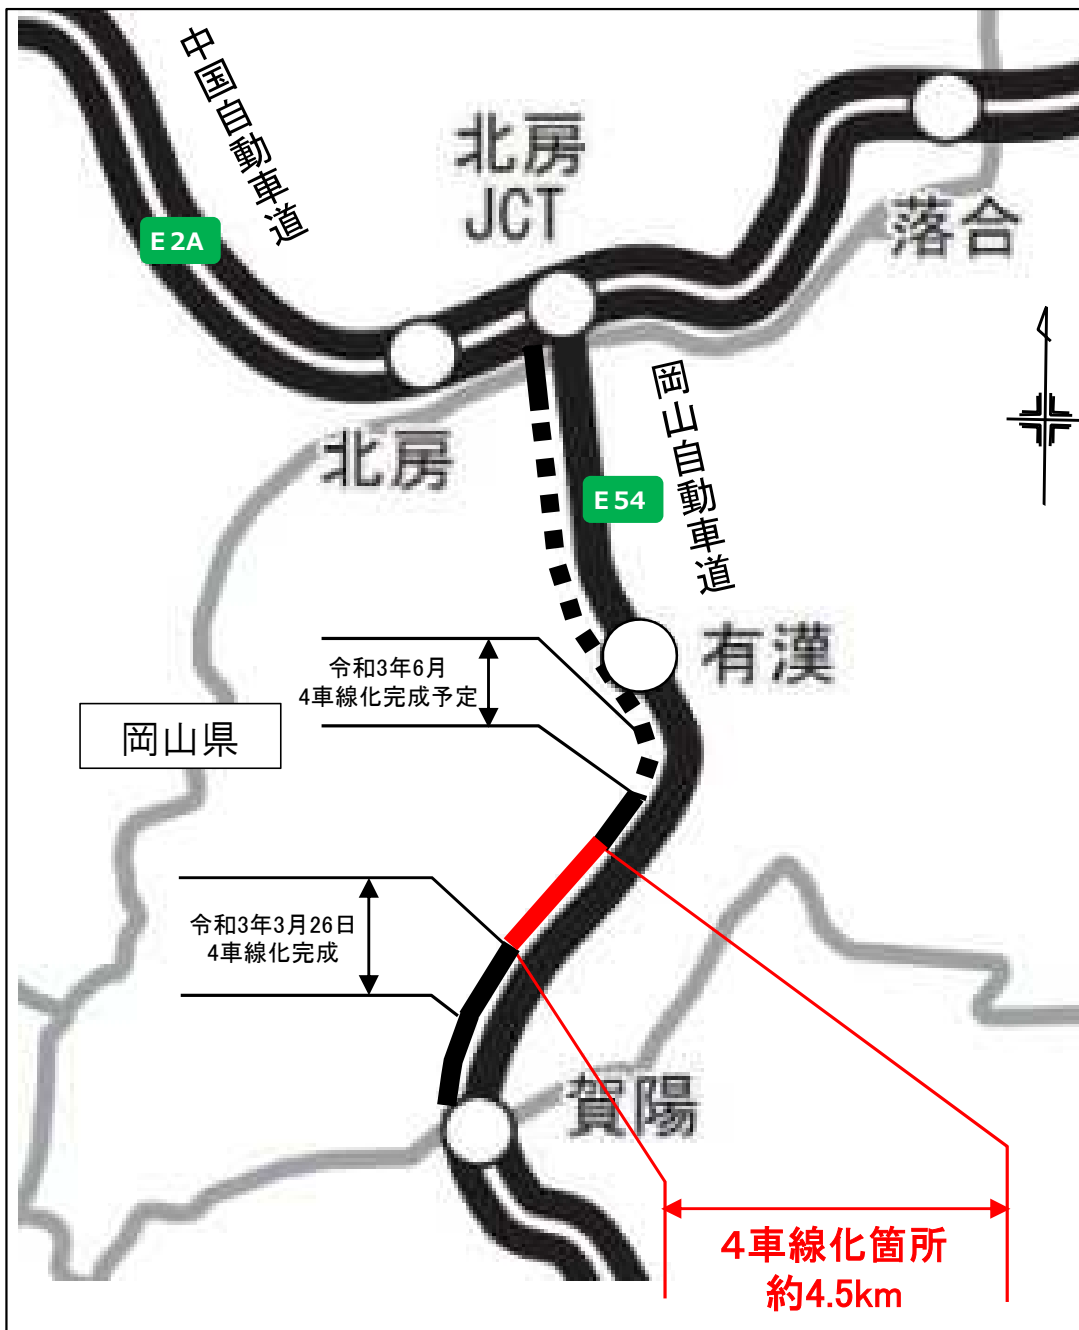 中国自動車道
E2A
北房
JCT
落合
北房
岡山自動車道
E54
有漢
令和3年6月
4車線化完成予定
岡山県
令和3年3月26日
4車線化完成
賀陽
4車線化箇所
約4.5km